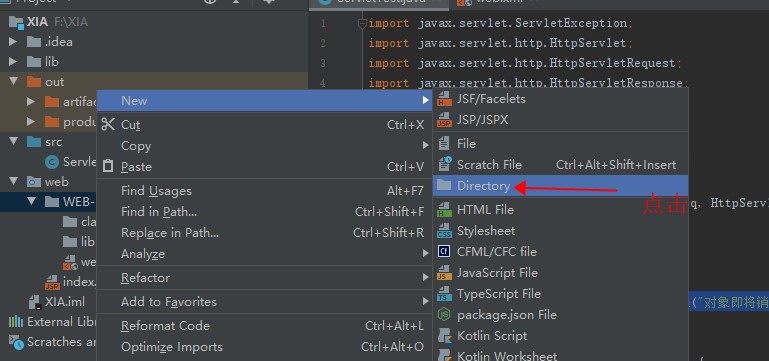 Project
ServletTest.java
web.xml
XIA F:\XIA
.idea
lib
out
artifac
produ
src
Servle
web
WEB-
cla
lib
we
index.
XIA.iml
External Libr
Scratches ar
1 import javax.servlet.ServletException;
2 import javax.servlet.http.HttpServlet;
3 import javax.servlet.http.HttpServletRequest;
4 import javax.servlet.http.HttpServletResponse;
New
Cut Ctrl+X
Copy
Paste Ctrl+V
Find Usages Alt+F7
Find in Path... Ctrl+Shift+F
Replace in Path... Ctrl+Shift+R
Analyze
Refactor
Add to Favorites
Reformat Code Ctrl+Alt+L
Optimize Imports Ctrl+Alt+O
JSF/Facelets
JSP/JSPX
File
Scratch File Ctrl+Alt+Shift+Insert
Directory
HTML File
Stylesheet
CFML/CFC file
JavaScript File
TypeScript File
package.json File
Kotlin Script
Kotlin Worksheet
点击
q, HttpServl
("对象即将销